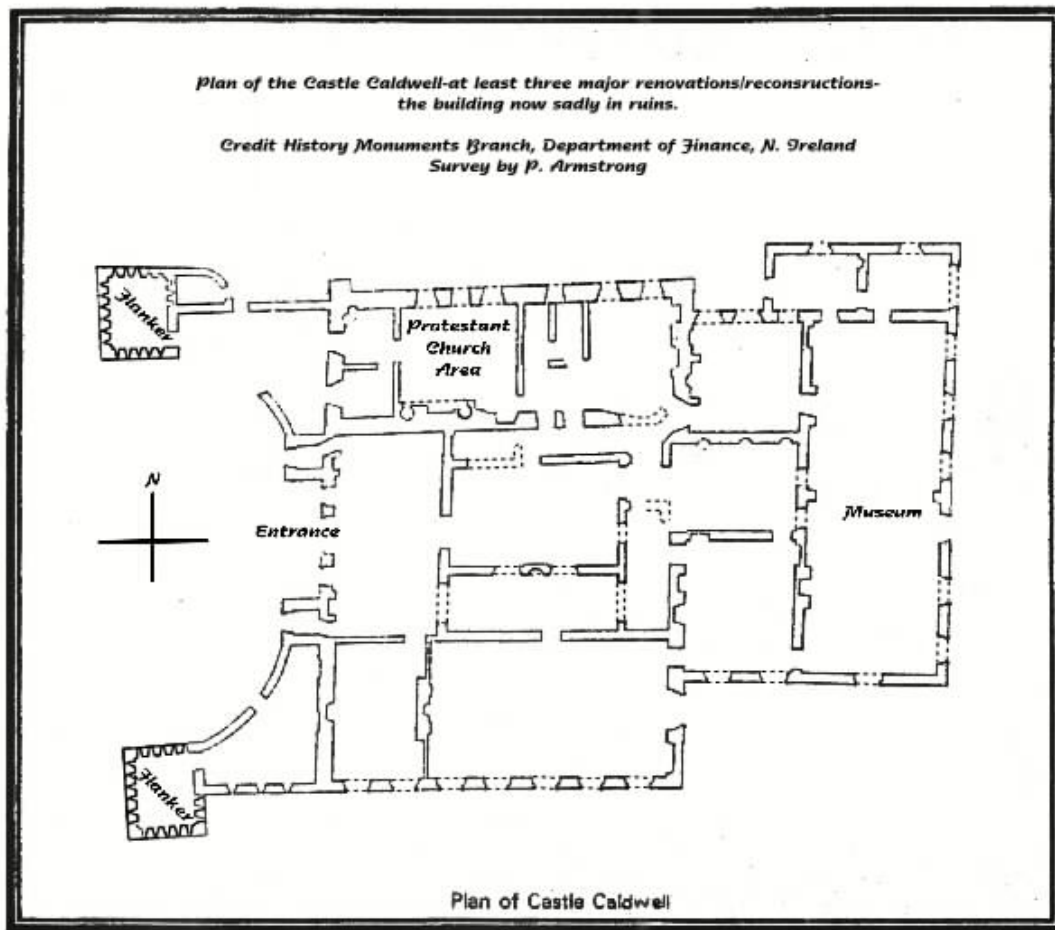 Plan of the Castle Caldwell-at least three major renovations/reconsructions-
the building now sadly in ruins.
Credit History Monuments Branch, Department of Finance, N. Ireland
Survey by P. Armstrong
Flanker
Protestant
Church
Area
N
Entrance
Museum
Flanker
Plan of Castle Caldwell